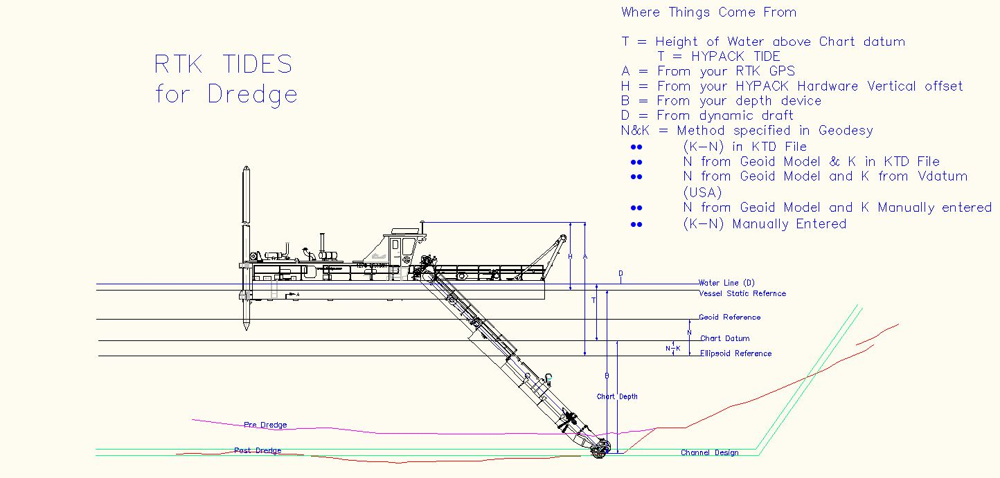 Where Things Come From
RTK TIDES
for Dredge
T = Height of Water above Chart datum
T = HYPACK TIDE
A = From your RTK GPS
H = From your HYPACK Hardware Vertical offset
B = From your depth device
D = From dynamic draft
N&K = Method specified in Geodesy
•• (K-N) in KTD File
•• N from Geoid Model & K in KTD File
•• N from Geoid Model and K from Vdatum
(USA)
•• N from Geoid Model and K Manually entered
•• (K-N) Manually Entered
H
A
D
Water Line (D)
Vessel Static Refernce
A
T
Geoid Reference
N
Chart Datum
N-K
Ellipsoid Reference
B
Chart Depth
Pre Dredge
Post Dredge
Channel Design